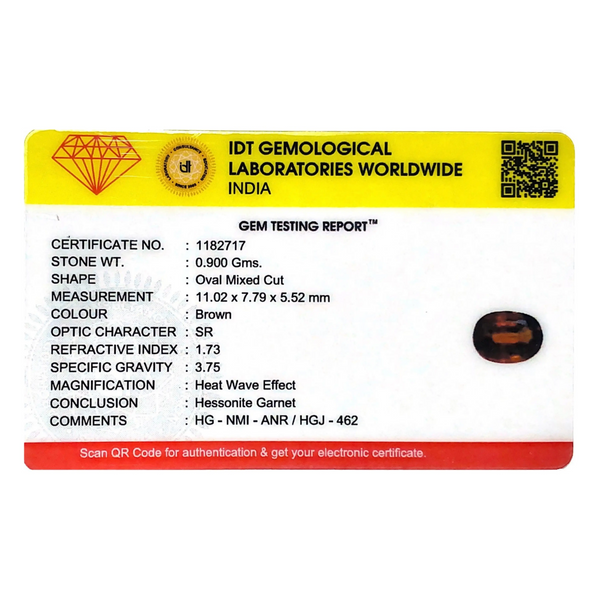 IDT GEMOLOGICAL
LABORATORIES WORLDWIDE
INDIA
GEM TESTING REPORT™
CERTIFICATE NO. : 1182717
STONE WT. : 0.900 Gms.
SHAPE : Oval Mixed Cut
MEASUREMENT : 11.02 x 7.79 x 5.52 mm
COLOUR : Brown
OPTIC CHARACTER : SR
REFRACTIVE INDEX : 1.73
SPECIFIC GRAVITY : 3.75
MAGNIFICATION : Heat Wave Effect
CONCLUSION : Hessonite Garnet
COMMENTS : HG - NMI - ANR / HGJ - 462
Scan QR Code for authentication & get your electronic certificate.